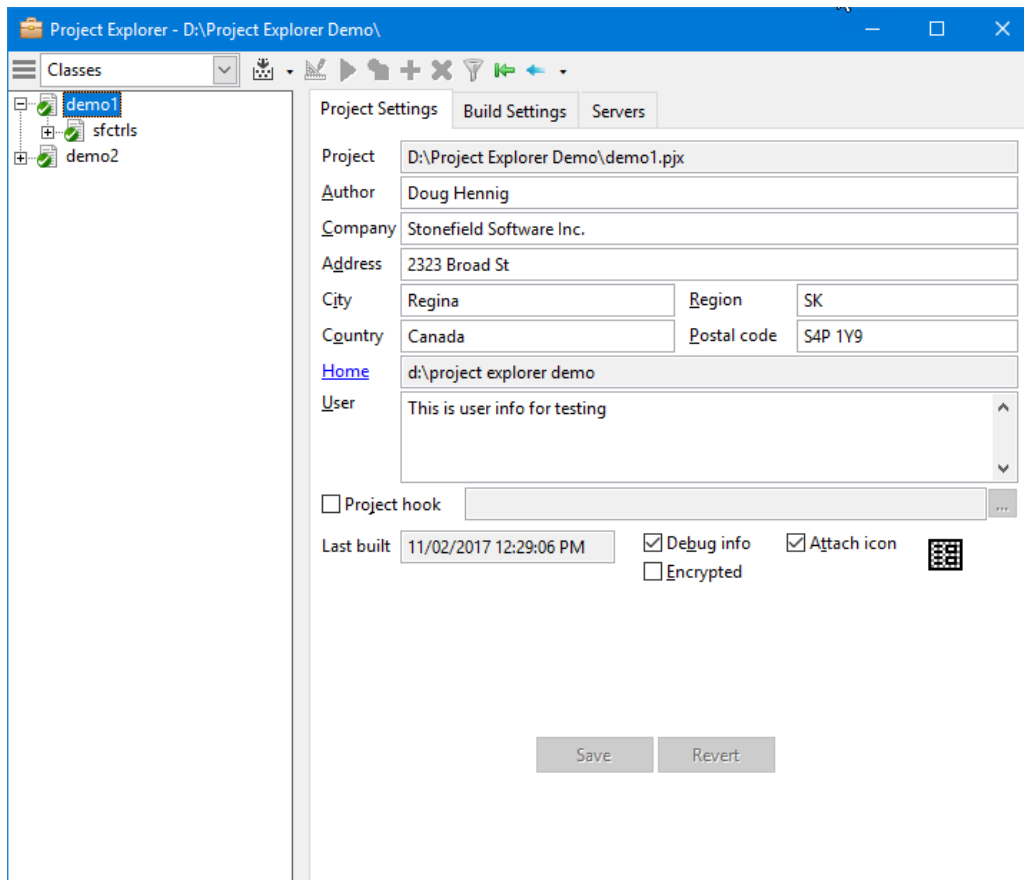 Project Explorer - D:\Project Explorer Demo\
Classes
demo1
sfctrls
demo2
Project Settings
Build Settings
Servers
Project D:\Project Explorer Demo\demo1.pjx
Author Doug Hennig
Company Stonefield Software Inc.
Address 2323 Broad St
City Regina Region SK
Country Canada Postal code S4P 1Y9
Home d:\project explorer demo
User This is user info for testing
Project hook ...
Last built 11/02/2017 12:29:06 PM Debug info Attach icon
Encrypted
Save Revert